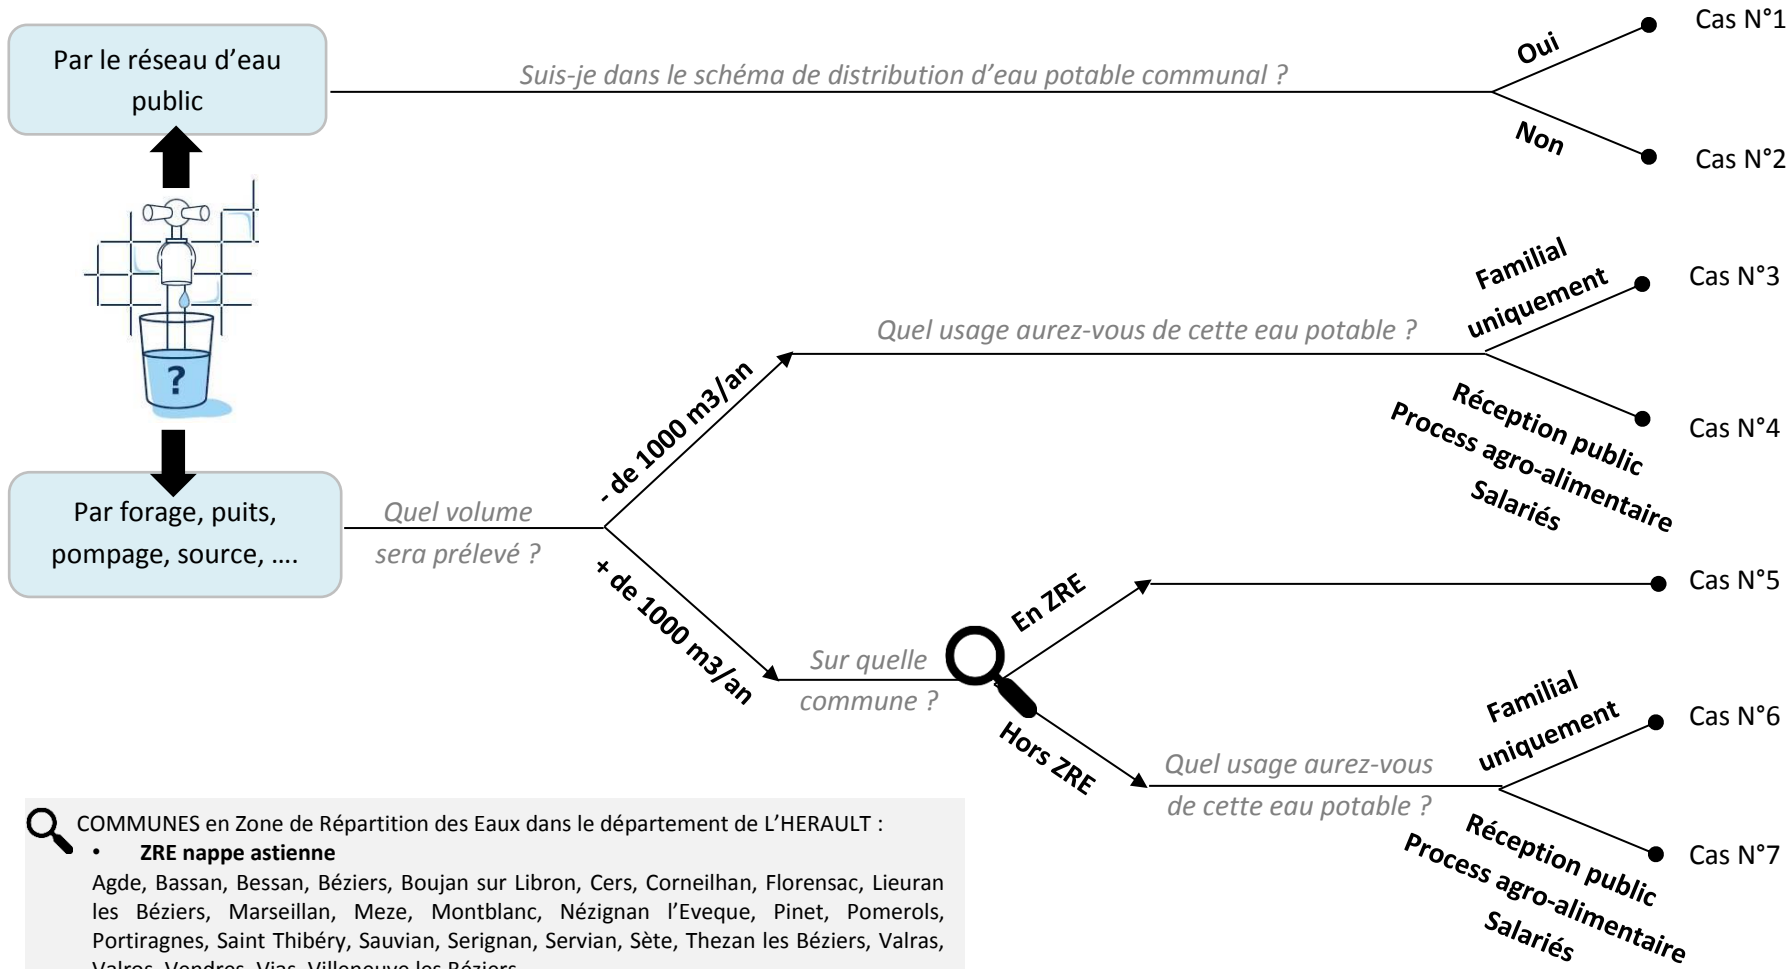 Par le réseau d'eau
public
Suis-je dans le schéma de distribution d'eau potable communal ?
Oui
Cas N°1
Non
Cas N°2
?
Par forage, puits,
pompage, source, ….
Quel volume
sera prélevé ?
- de 1000 m3/an
Quel usage aurez-vous de cette eau potable ?
Familial
uniquement
Cas N°3
Réception public
Process agro-alimentaire
Salariés
Cas N°4
+ de 1000 m3/an
Sur quelle
commune ?
En ZRE
Cas N°5
Hors ZRE
Quel usage aurez-vous
de cette eau potable ?
Familial
uniquement
Cas N°6
Réception public
Process agro-alimentaire
Salariés
Cas N°7
COMMUNES en Zone de Répartition des Eaux dans le département de L'HERAULT :
• ZRE nappe astienne
Agde, Bassan, Bessan, Béziers, Boujan sur Libron, Cers, Corneilhan, Florensac, Lieuran
les Béziers, Marseillan, Meze, Montblanc, Nézignan l'Eveque, Pinet, Pomerols,
Portiragnes, Saint Thibéry, Sauvian, Serignan, Servian, Sète, Thezan les Béziers, Valras,
Valros, Vendres, Vias, Villeneuve les Béziers